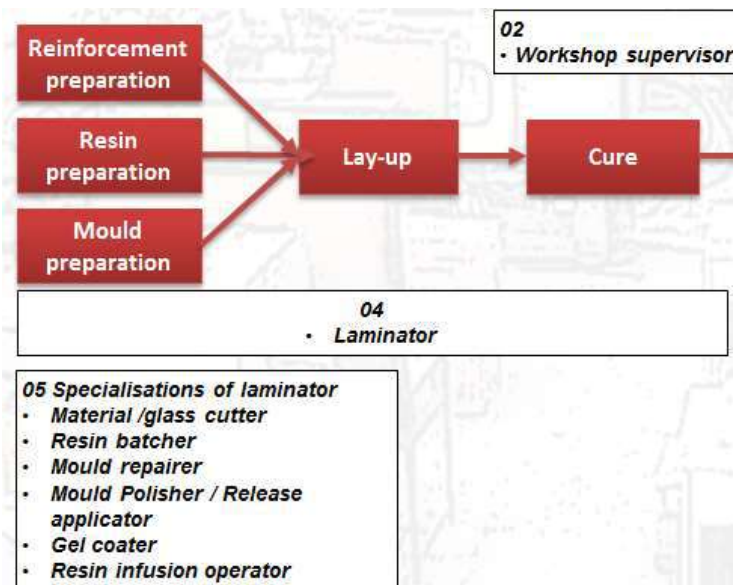 Reinforcement
preparation
Resin
preparation
Mould
preparation
Lay-up
Cure
02
• Workshop supervisor
04
• Laminator
05 Specialisations of laminator
• Material /glass cutter
• Resin batcher
• Mould repairer
• Mould Polisher / Release
applicator
• Gel coater
• Resin infusion operator